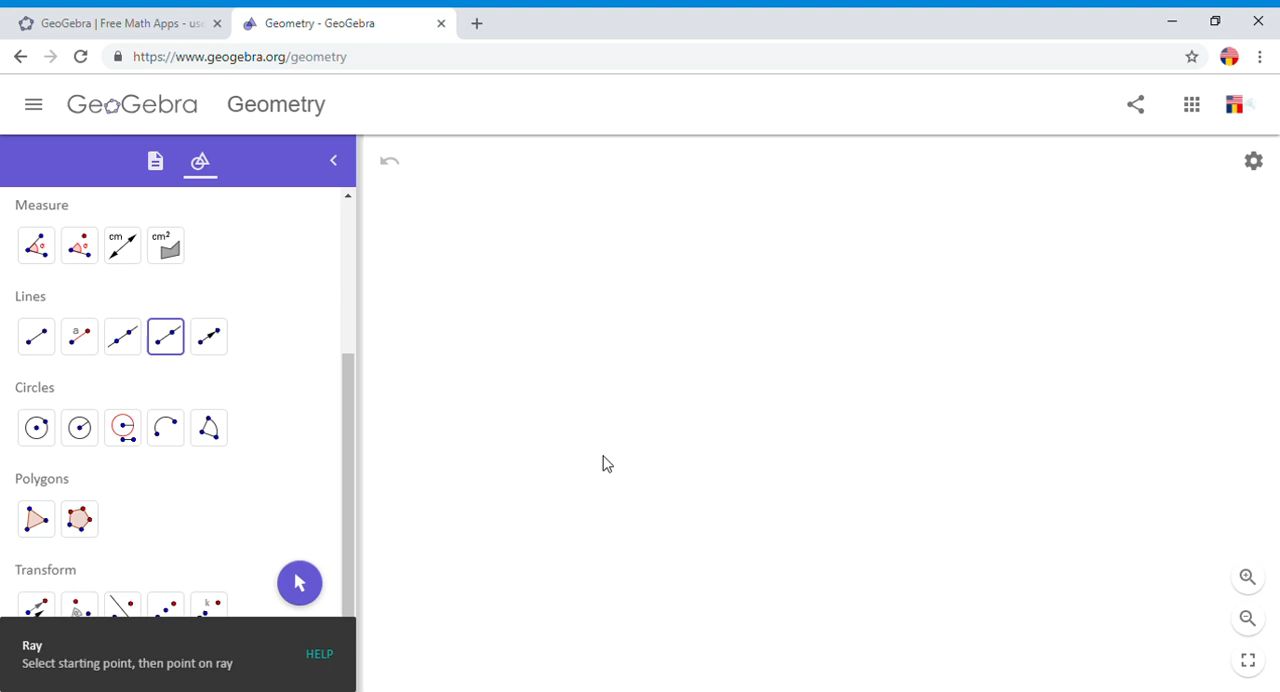 GeoGebra | Free Math Apps - use
Geometry - GeoGebra
https://www.geogebra.org/geometry
GeoGebra Geometry
Measure
cm
cm²
Lines
a
Circles
Polygons
Transform
k
Ray
Select starting point, then point on ray
HELP